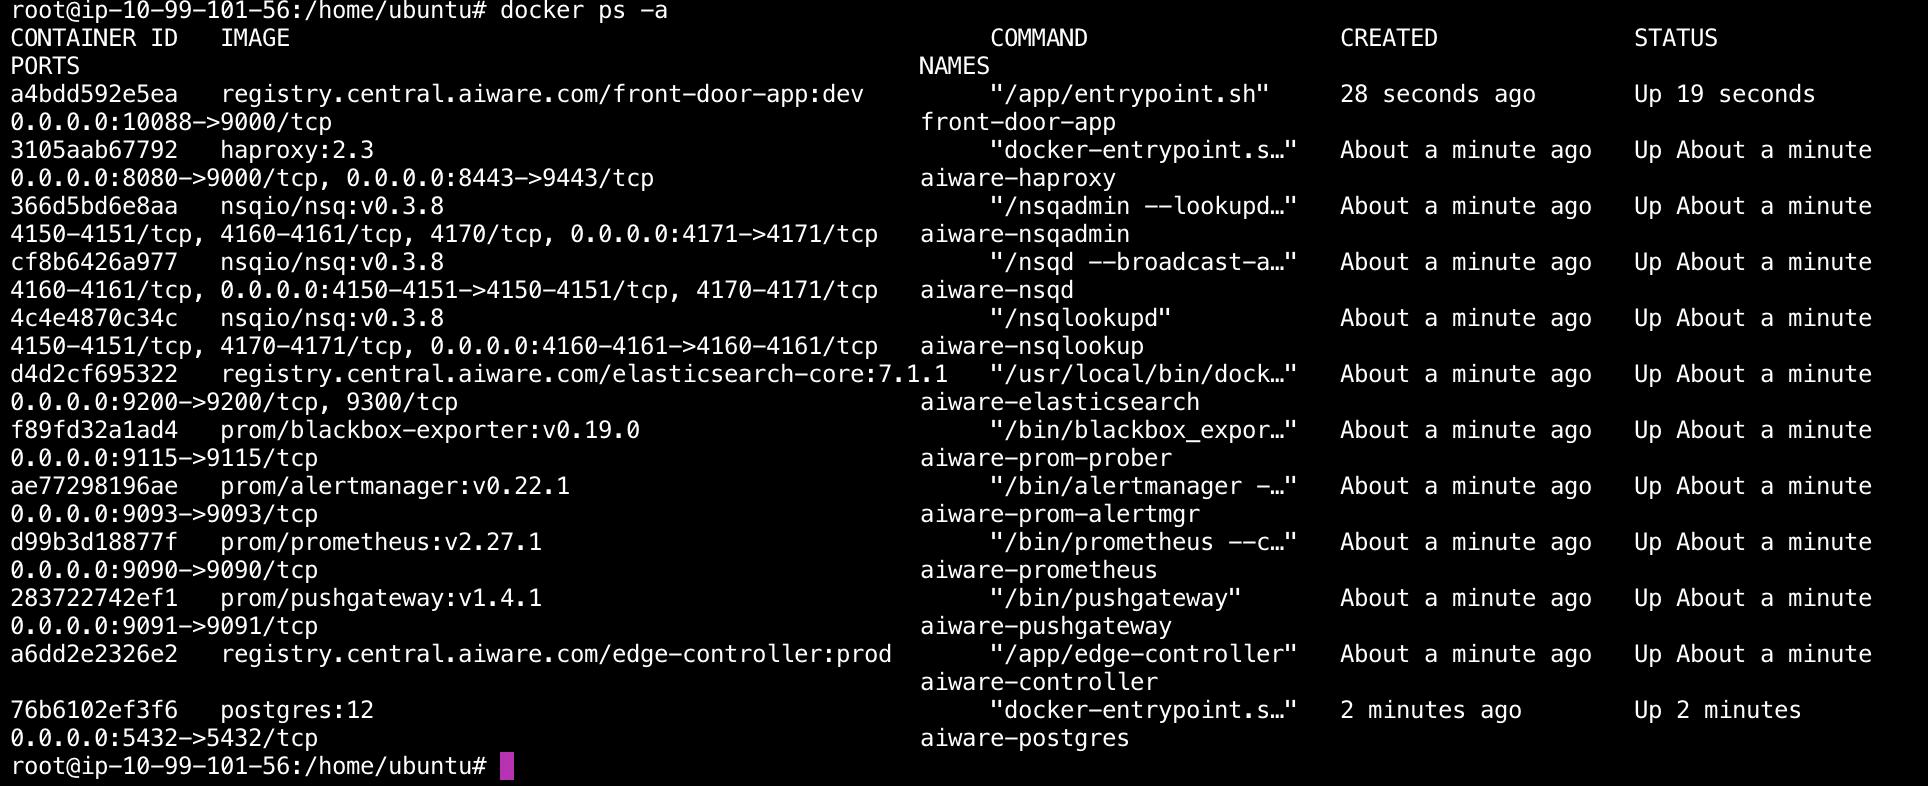 root@ip-10-99-101-56:/home/ubuntu# docker ps -a
CONTAINER ID   IMAGE                                                  COMMAND                  CREATED              STATUS
PORTS                                                            NAMES
a4bdd592e5ea   registry.central.aiware.com/front-door-app:dev         "/app/entrypoint.sh"     28 seconds ago       Up 19 seconds
0.0.0.0:10088->9000/tcp                                          front-door-app
3105aab67792   haproxy:2.3                                            "docker-entrypoint.s…"   About a minute ago   Up About a minute
0.0.0.0:8080->9000/tcp, 0.0.0.0:8443->9443/tcp                   aiware-haproxy
366d5bd6e8aa   nsqio/nsq:v0.3.8                                       "/nsqadmin --lookupd…"   About a minute ago   Up About a minute
4150-4151/tcp, 4160-4161/tcp, 4170/tcp, 0.0.0.0:4171->4171/tcp   aiware-nsqadmin
cf8b6426a977   nsqio/nsq:v0.3.8                                       "/nsqd --broadcast-a…"   About a minute ago   Up About a minute
4160-4161/tcp, 0.0.0.0:4150-4151->4150-4151/tcp, 4170-4171/tcp   aiware-nsqd
4c4e4870c34c   nsqio/nsq:v0.3.8                                       "/nsqlookupd"            About a minute ago   Up About a minute
4150-4151/tcp, 4170-4171/tcp, 0.0.0.0:4160-4161->4160-4161/tcp   aiware-nsqlookup
d4d2cf695322   registry.central.aiware.com/elasticsearch-core:7.1.1   "/usr/local/bin/dock…"   About a minute ago   Up About a minute
0.0.0.0:9200->9200/tcp, 9300/tcp                                 aiware-elasticsearch
f89fd32a1ad4   prom/blackbox-exporter:v0.19.0                         "/bin/blackbox_expor…"   About a minute ago   Up About a minute
0.0.0.0:9115->9115/tcp                                           aiware-prom-prober
ae77298196ae   prom/alertmanager:v0.22.1                              "/bin/alertmanager -…"   About a minute ago   Up About a minute
0.0.0.0:9093->9093/tcp                                           aiware-prom-alertmgr
d99b3d18877f   prom/prometheus:v2.27.1                                "/bin/prometheus --c…"   About a minute ago   Up About a minute
0.0.0.0:9090->9090/tcp                                           aiware-prometheus
283722742ef1   prom/pushgateway:v1.4.1                                "/bin/pushgateway"       About a minute ago   Up About a minute
0.0.0.0:9091->9091/tcp                                           aiware-pushgateway
a6dd2e2326e2   registry.central.aiware.com/edge-controller:prod       "/app/edge-controller"   About a minute ago   Up About a minute
                                                                 aiware-controller
76b6102ef3f6   postgres:12                                            "docker-entrypoint.s…"   2 minutes ago        Up 2 minutes
0.0.0.0:5432->5432/tcp                                           aiware-postgres
root@ip-10-99-101-56:/home/ubuntu#